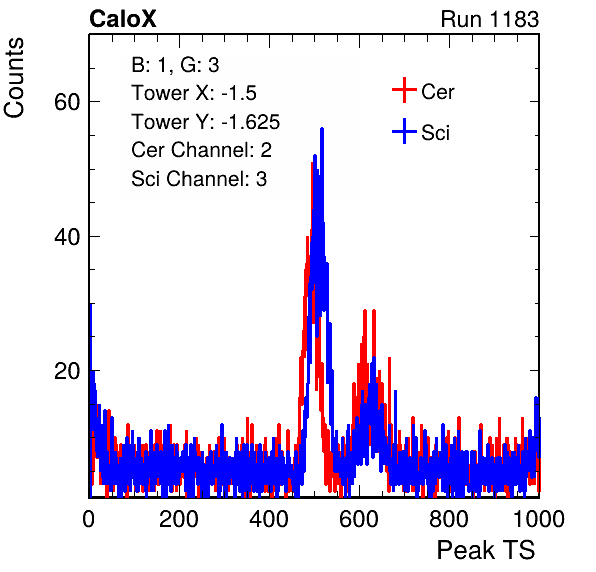 CaloX
Run 1183
Counts
B: 1, G: 3
Tower X: -1.5
Tower Y: -1.625
Cer Channel: 2
Sci Channel: 3
Cer
Sci
60
40
20
0 200 400 600 800 1000
Peak TS